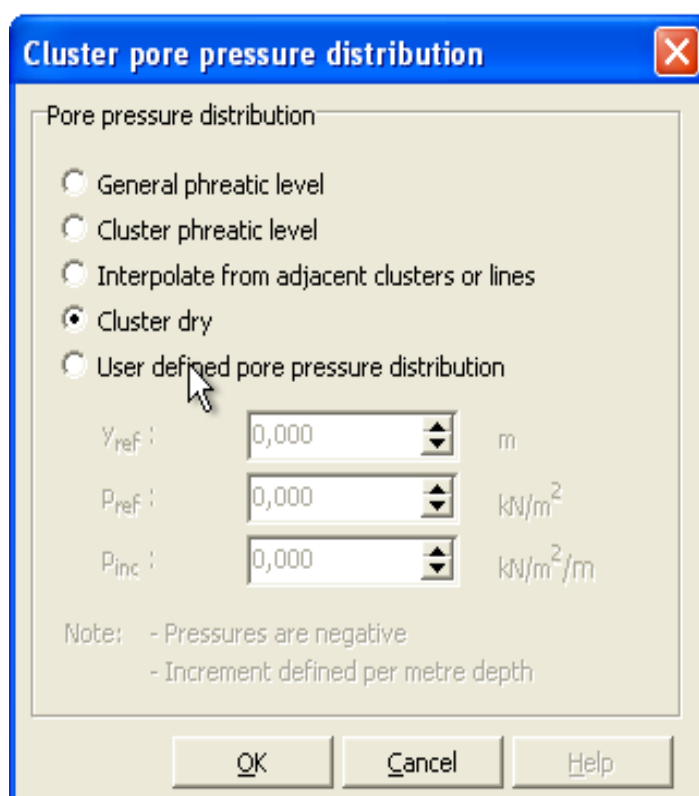 Cluster pore pressure distribution
Pore pressure distribution
General phreatic level
Cluster phreatic level
Interpolate from adjacent clusters or lines
Cluster dry
User defined pore pressure distribution
yref : 0,000 m
Pref : 0,000 kN/m²
Pinc : 0,000 kN/m²/m
Note: - Pressures are negative
- Increment defined per metre depth
OK Cancel Help